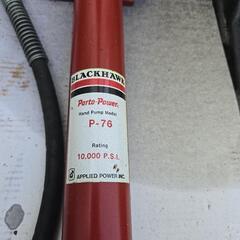 BLACKHAWK
Porto-Power®
Hand Pump Model
P-76
Rating
10,000 P.S.I.
APPLIED POWER INC.